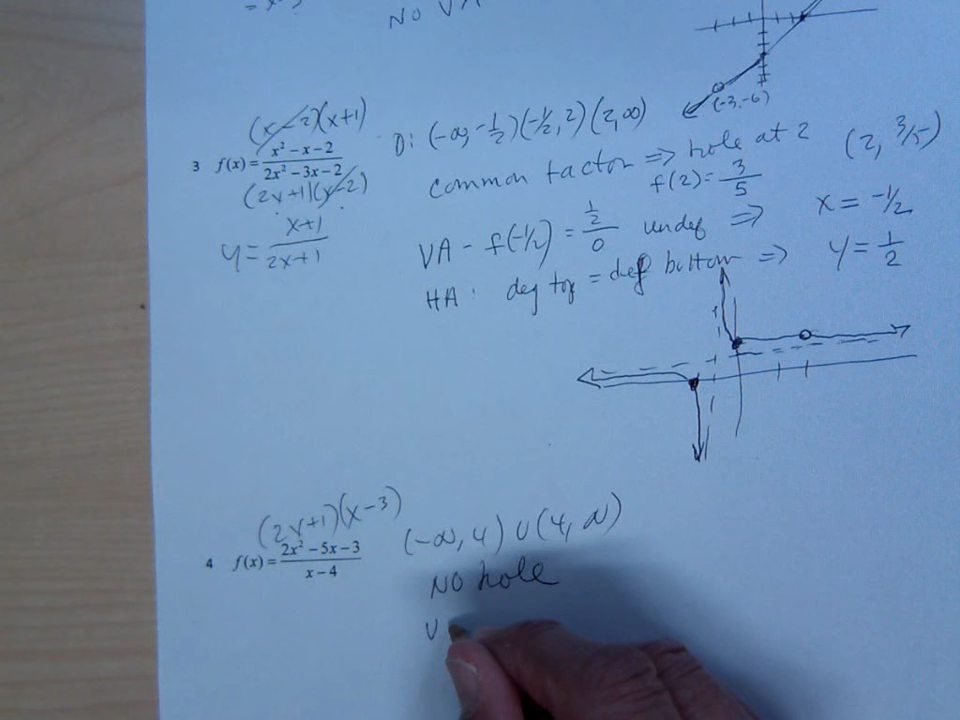 NO VA
(-3,-6)
(x-2)(x+1)
3 f(x)= x² - x - 2 / 2x² - 3x - 2
(2x+1)(x-2)
y = x+1 / 2x+1
D: (-∞, -1/2)(-1/2, 2)(2, ∞)
common factor ⇒ hole at 2 (2, 3/5)
f(2) = 3/5
VA - f(-1/2) = 1/2 / 0 undef ⇒ x = -1/2
HA: deg top = deg bottom ⇒ y = 1/2
(2x+1)(x-3)
4 f(x)= 2x² - 5x - 3 / x - 4
(-∞, 4) ∪ (4, ∞)
NO hole
V